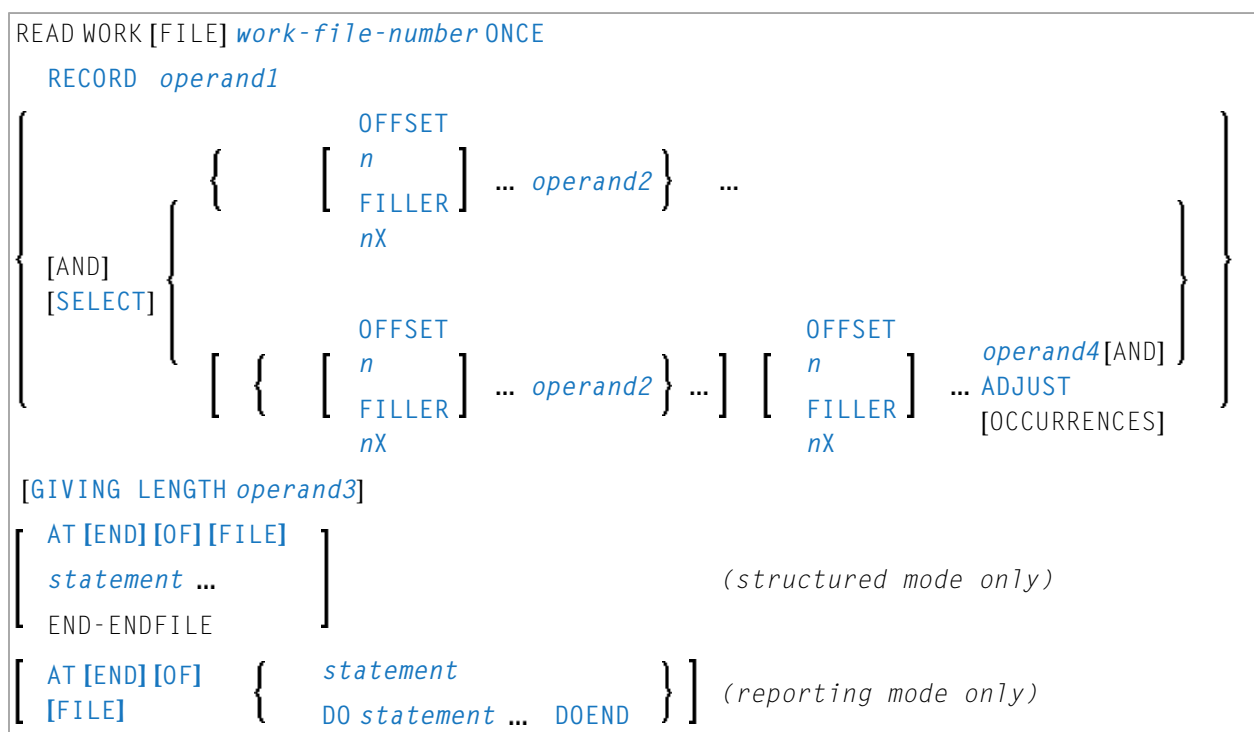 READ WORK [FILE] work-file-number ONCE
RECORD operand1
OFFSET
n
{ [ FILLER ] ... operand2 } ...
nX
[AND]
[SELECT]
OFFSET OFFSET
n n operand4 [AND]
[ { [ FILLER ] ... operand2 } ... ] [ FILLER ] ... ADJUST
nX nX [OCCURRENCES]
[GIVING LENGTH operand3]
AT [END] [OF] [FILE]
statement ... (structured mode only)
END-ENDFILE
AT [END] [OF] statement
[FILE] { DO statement ... DOEND } (reporting mode only)